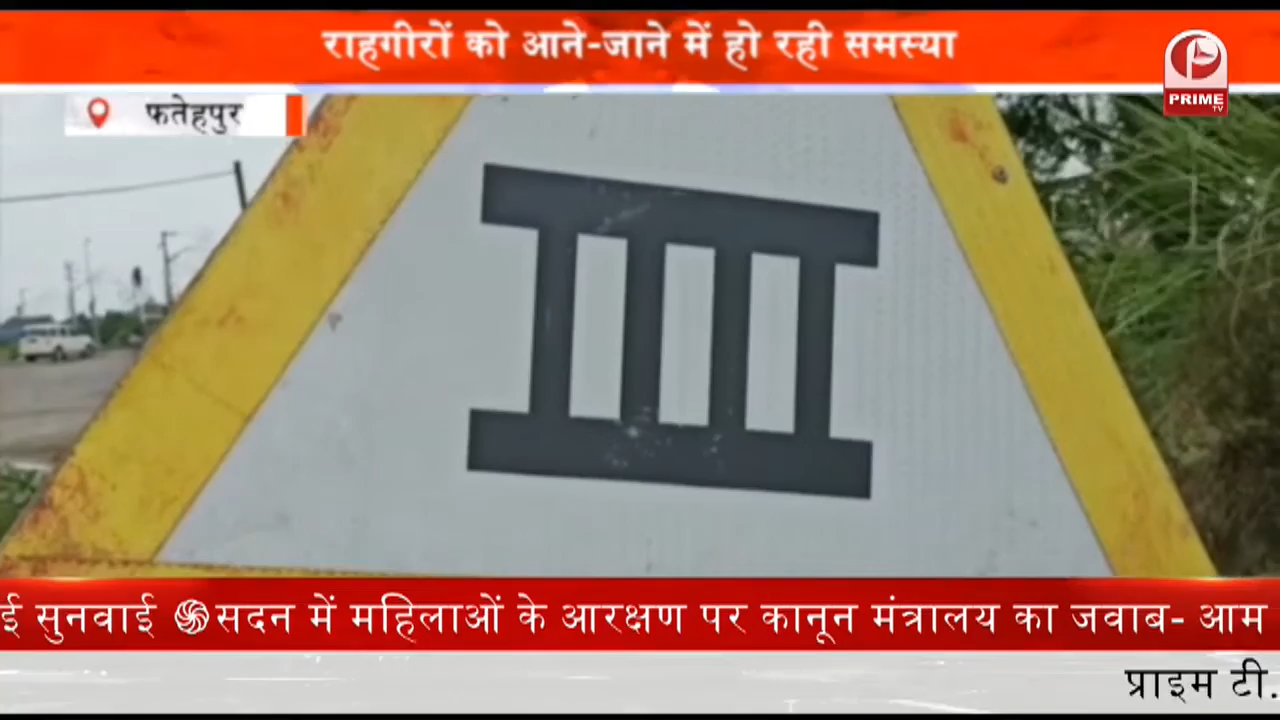 राहगीरों को आने-जाने में हो रही समस्या
PRIME
TV
फतेहपुर
ई सुनवाई सदन में महिलाओं के आरक्षण पर कानून मंत्रालय का जवाब- आम
प्राइम टी.